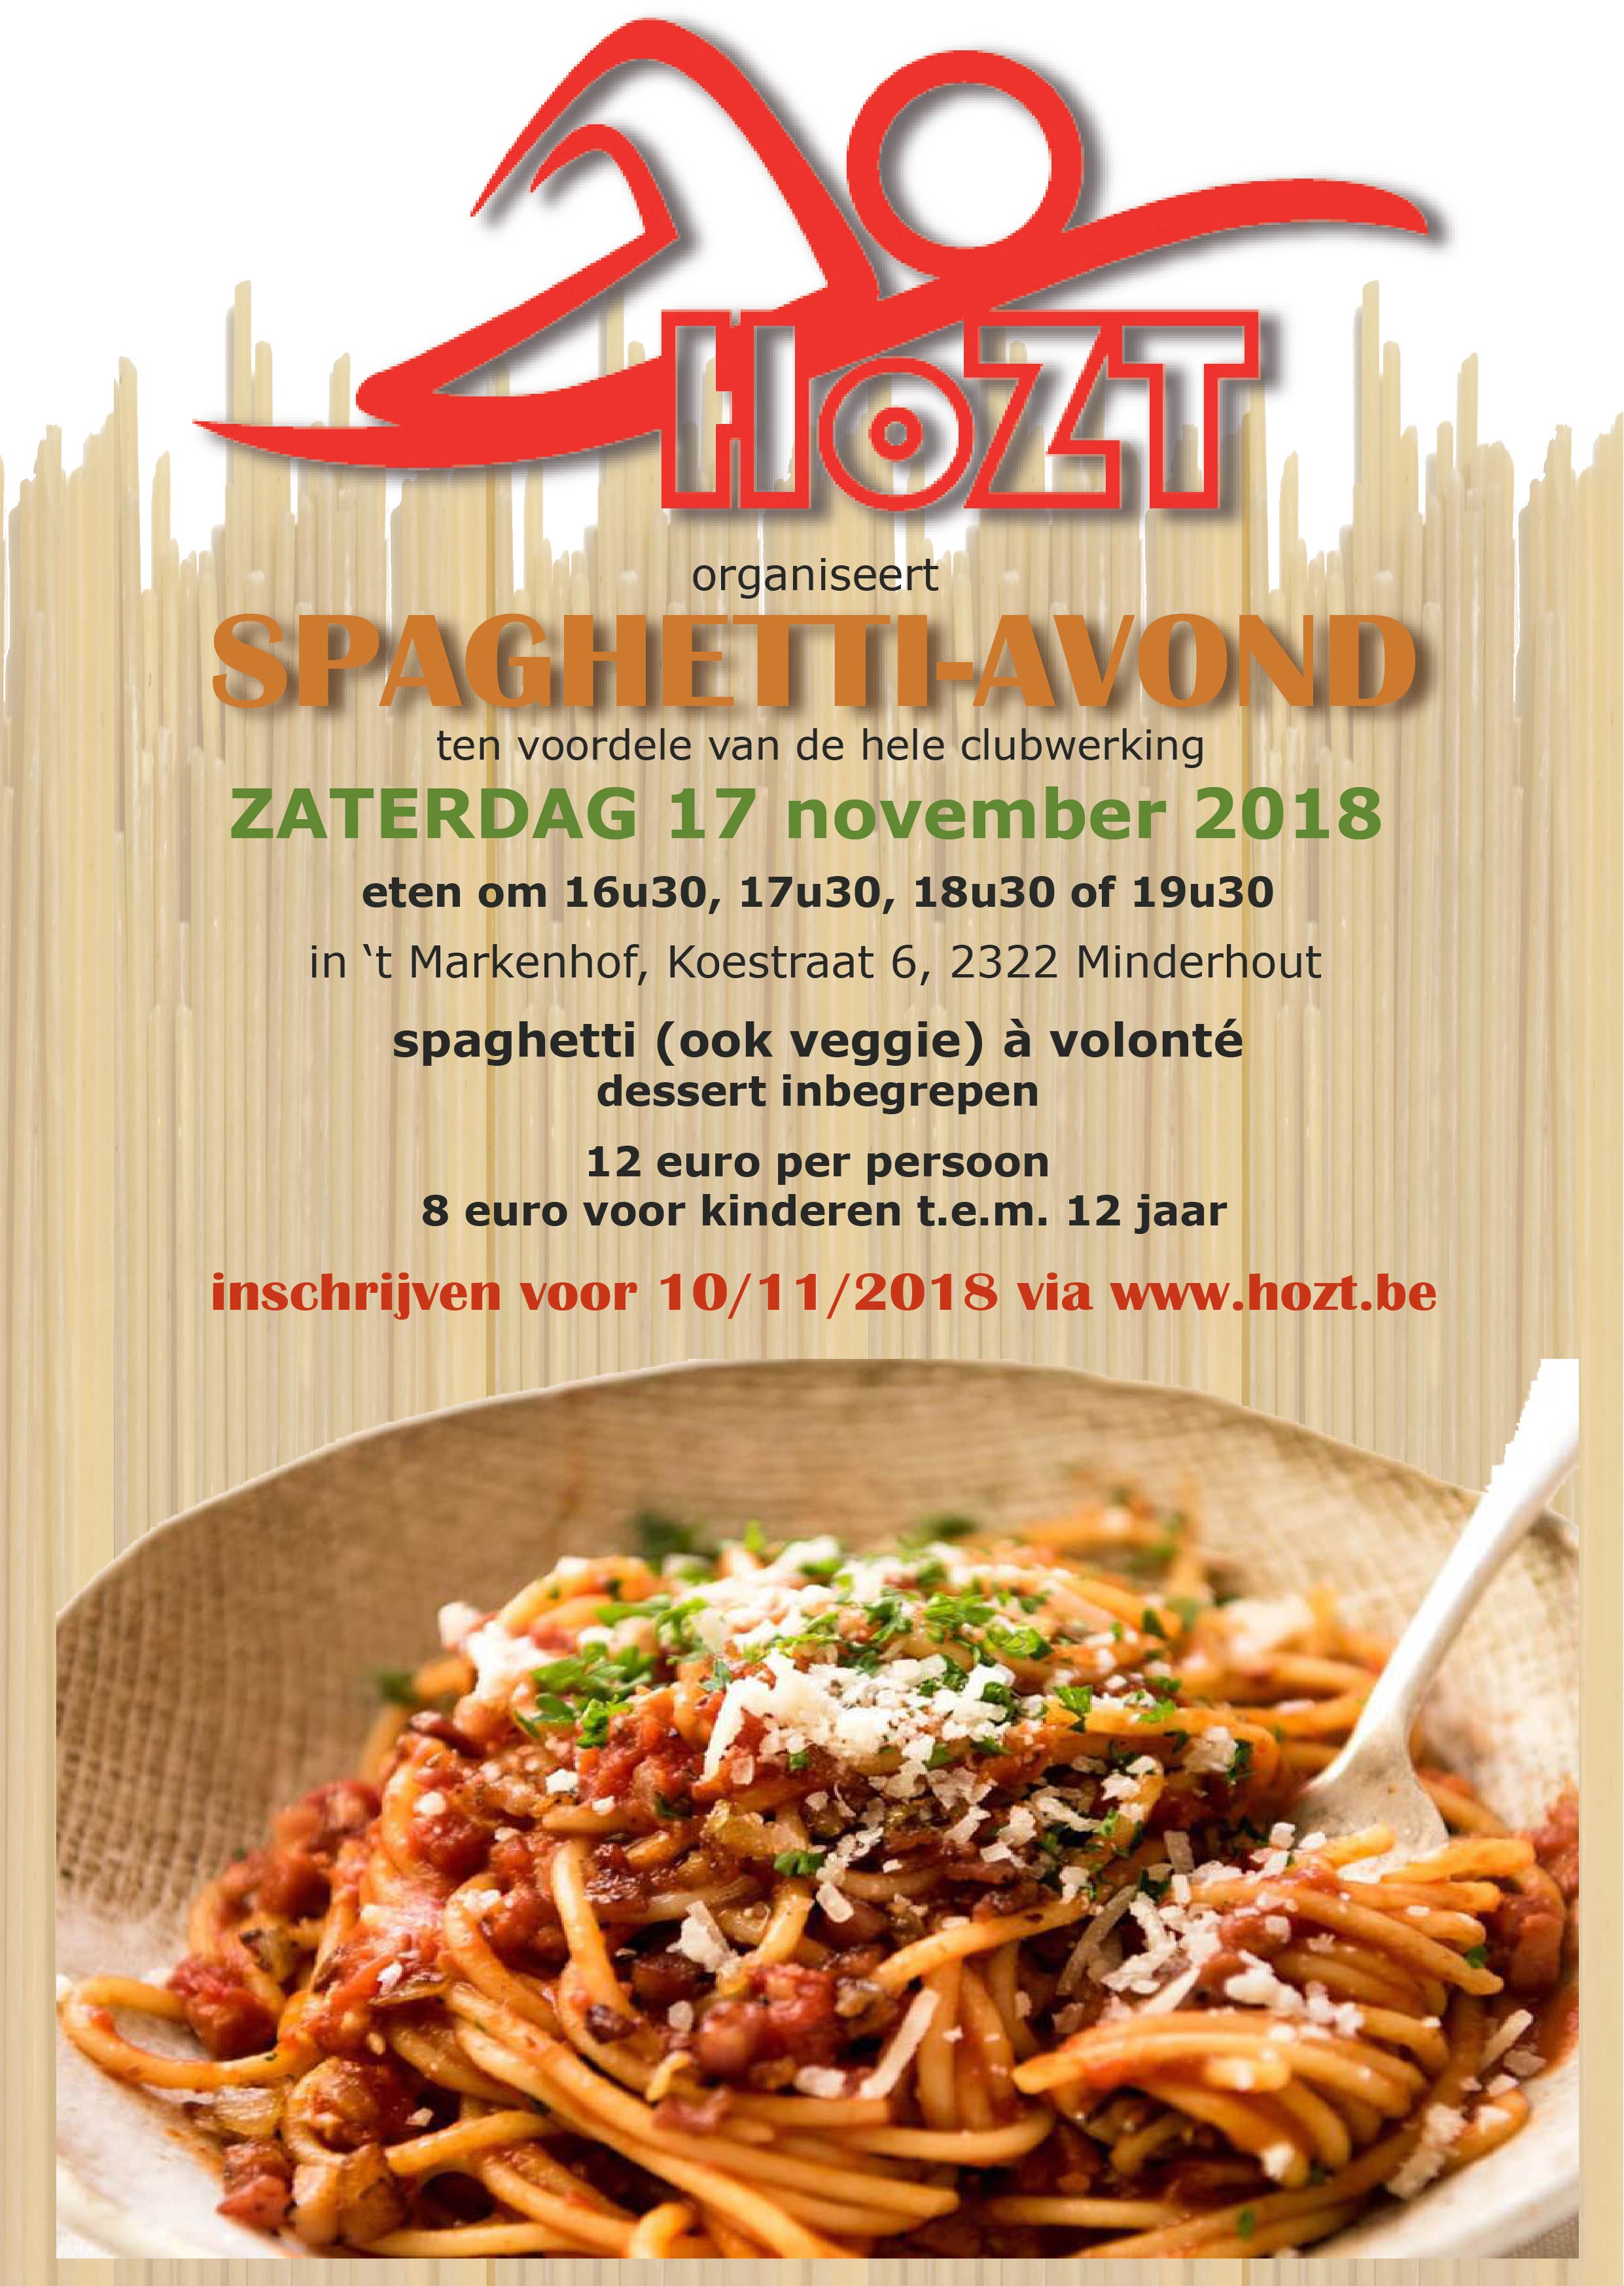 HOZT
organiseert
SPAGHETTI-AVOND
ten voordele van de hele clubwerking
ZATERDAG 17 november 2018
eten om 16u30, 17u30, 18u30 of 19u30
in ‘t Markenhof, Koestraat 6, 2322 Minderhout
spaghetti (ook veggie) à volonté
dessert inbegrepen
12 euro per persoon
8 euro voor kinderen t.e.m. 12 jaar
inschrijven voor 10/11/2018 via www.hozt.be